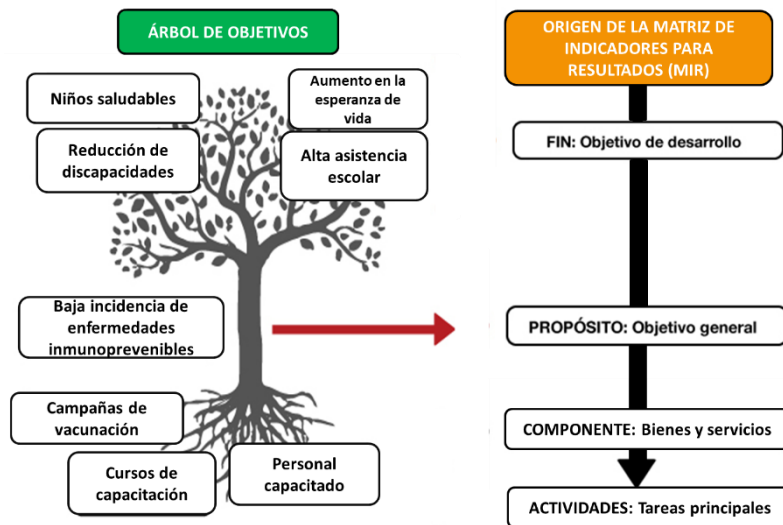 ÁRBOL DE OBJETIVOS
Niños saludables
Aumento en la
esperanza de
vida
Reducción de
discapacidades
Alta asistencia
escolar
Baja incidencia de
enfermedades
inmunoprevenibles
Campañas de
vacunación
Cursos de
capacitación
Personal
capacitado
ORIGEN DE LA MATRIZ DE
INDICADORES PARA
RESULTADOS (MIR)
FIN: Objetivo de desarrollo
PROPÓSITO: Objetivo general
COMPONENTE: Bienes y servicios
ACTIVIDADES: Tareas principales